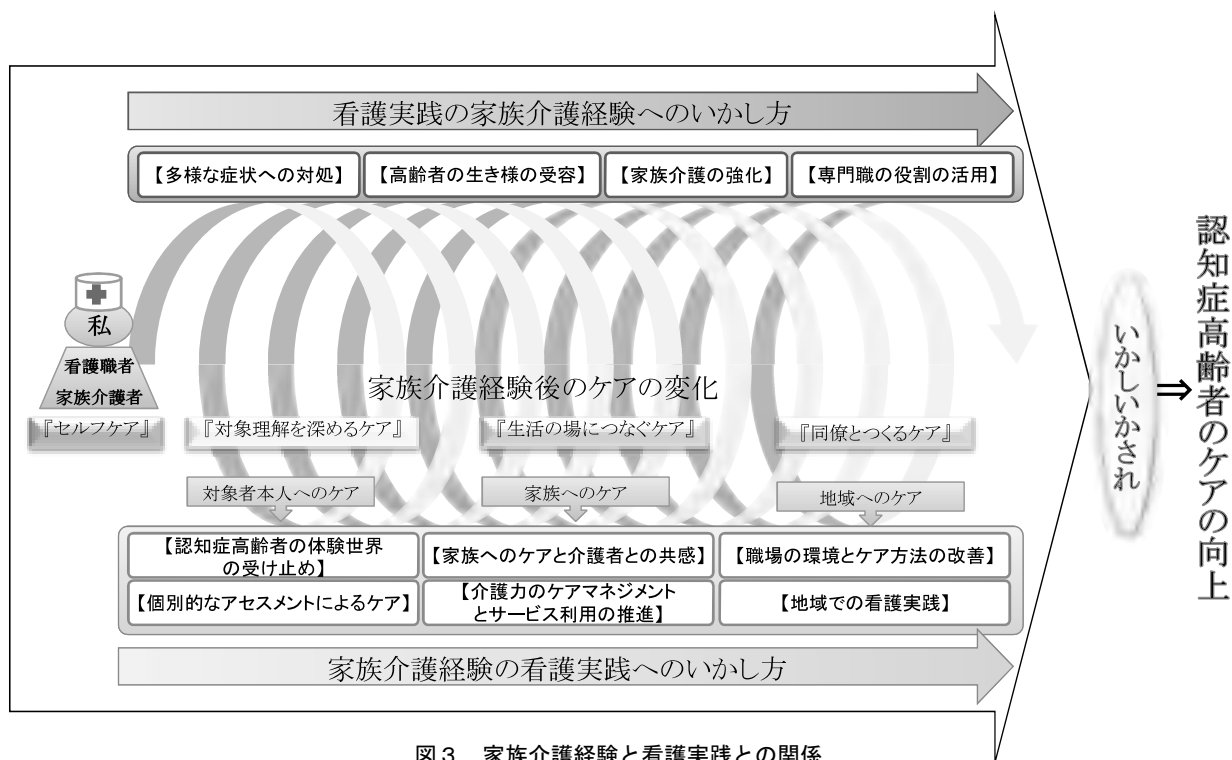 看護実践の家族介護経験へのいかし方
【多様な症状への対処】
【高齢者の生き様の受容】
【家族介護の強化】
【専門職の役割の活用】
私
看護職者
家族介護者
家族介護経験後のケアの変化
『セルフケア』
『対象理解を深めるケア』
『生活の場につなぐケア』
『同僚とつくるケア』
対象者本人へのケア
家族へのケア
地域へのケア
【認知症高齢者の体験世界
の受け止め】
【家族へのケアと介護者との共感】
【職場の環境とケア方法の改善】
【個別的なアセスメントによるケア】
【介護力のケアマネジメント
とサービス利用の推進】
【地域での看護実践】
家族介護経験の看護実践へのいかし方
いかしいかされ
⇒
認知症高齢者のケアの向上
図3 家族介護経験と看護実践との関係